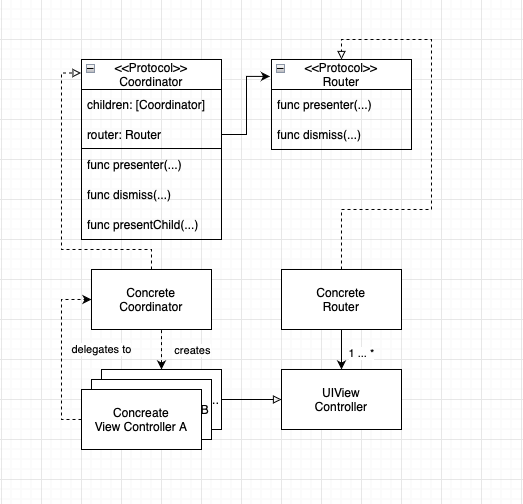 <<Protocol>>
Coordinator
children: [Coordinator]
router: Router
func presenter(...)
func dismiss(...)
func presentChild(...)
<<Protocol>>
Router
func presenter(...)
func dismiss(...)
Concrete
Coordinator
Concrete
Router
delegates to
creates
1 ... *
Concreate
View Controller A
B
..
UIView
Controller